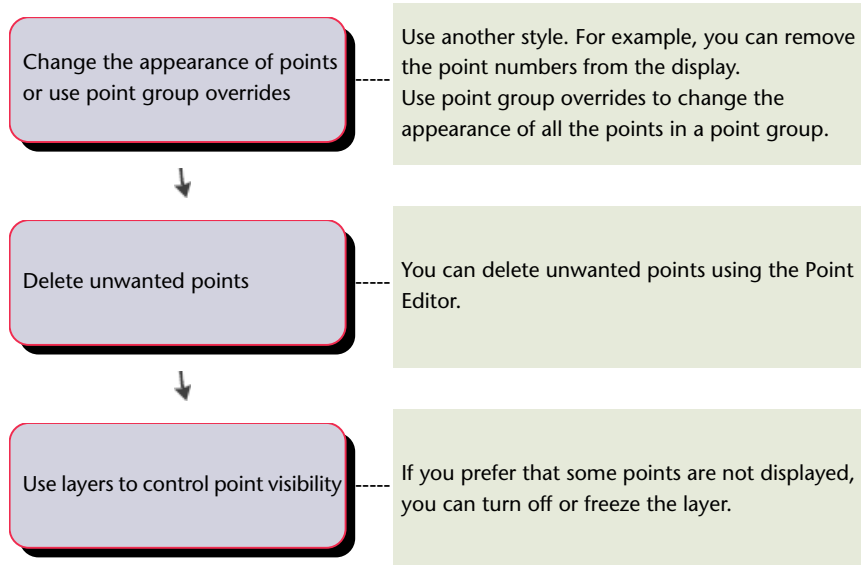 Change the appearance of points
or use point group overrides
Use another style. For example, you can remove
the point numbers from the display.
Use point group overrides to change the
appearance of all the points in a point group.
Delete unwanted points
You can delete unwanted points using the Point
Editor.
Use layers to control point visibility
If you prefer that some points are not displayed,
you can turn off or freeze the layer.